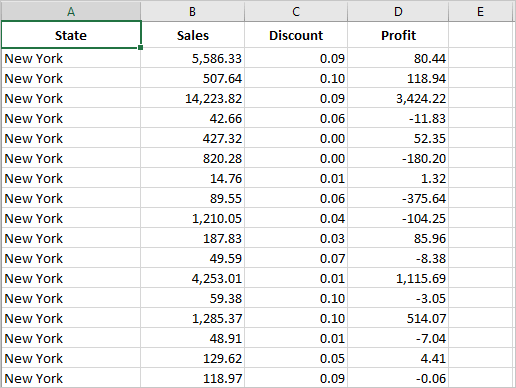 A B C D E
State Sales Discount Profit
New York 5,586.33 0.09 80.44
New York 507.64 0.10 118.94
New York 14,223.82 0.09 3,424.22
New York 42.66 0.06 -11.83
New York 427.32 0.00 52.35
New York 820.28 0.00 -180.20
New York 14.76 0.01 1.32
New York 89.55 0.06 -375.64
New York 1,210.05 0.04 -104.25
New York 187.83 0.03 85.96
New York 49.59 0.07 -8.38
New York 4,253.01 0.01 1,115.69
New York 59.38 0.10 -3.05
New York 1,285.37 0.10 514.07
New York 48.91 0.01 -7.04
New York 129.62 0.05 4.41
New York 118.97 0.09 -0.06